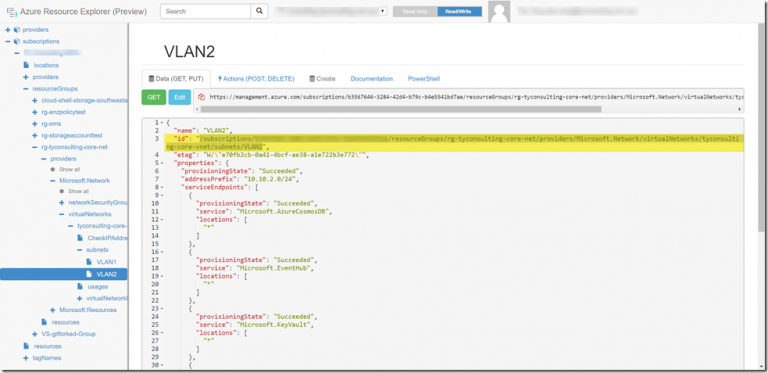 Azure Resource Explorer (Preview)
Search
Read Only
Read/Write
providers
subscriptions
locations
providers
resourceGroups
cloud-shell-storage-southeasta
rg-enzpolicytest
rg-oms
rg-storageaccounttest
rg-tyconsulting-core-net
providers
Show all
Microsoft.Network
Show all
networkSecurityGrou
virtualNetworks
tyconsulting-core-
CheckIPAddre
subnets
VLAN1
VLAN2
usages
virtualNetwork
Microsoft.Resources
resources
VS-gitforked-Group
resources
tagNames
VLAN2
Data (GET, PUT)
Actions (POST, DELETE)
Create
Documentation
PowerShell
GET
Edit
https://management.azure.com/subscriptions/b3567646-3284-42d4-b79c-b4e5541bd7ae/resourceGroups/rg-tyconsulting-core-net/providers/Microsoft.Network/virtualNetworks/tyc
1 {
2 "name": "VLAN2",
3 "id": "/subscriptions/ /resourceGroups/rg-tyconsulting-core-net/providers/Microsoft.Network/virtualNetworks/tyconsulti
ng-core-vnet/subnets/VLAN2",
4 "etag": "W/\"e70fb2cb-0a41-4bcf-ae38-a1e722b3e772\"",
5 "properties": {
6 "provisioningState": "Succeeded",
7 "addressPrefix": "10.10.2.0/24",
8 "serviceEndpoints": [
9 {
10 "provisioningState": "Succeeded",
11 "service": "Microsoft.AzureCosmosDB",
12 "locations": [
13 "*"
14 ]
15 },
16 {
17 "provisioningState": "Succeeded",
18 "service": "Microsoft.EventHub",
19 "locations": [
20 "*"
21 ]
22 },
23 {
24 "provisioningState": "Succeeded",
25 "service": "Microsoft.KeyVault",
26 "locations": [
27 "*"
28 ]
29 },
30 {